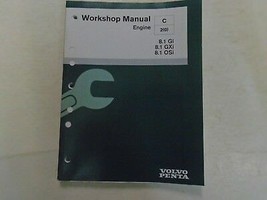 Workshop Manual
Engine
C
2(0)
8.1 Gi
8.1 GXi
8.1 OSi
VOLVO
PENTA